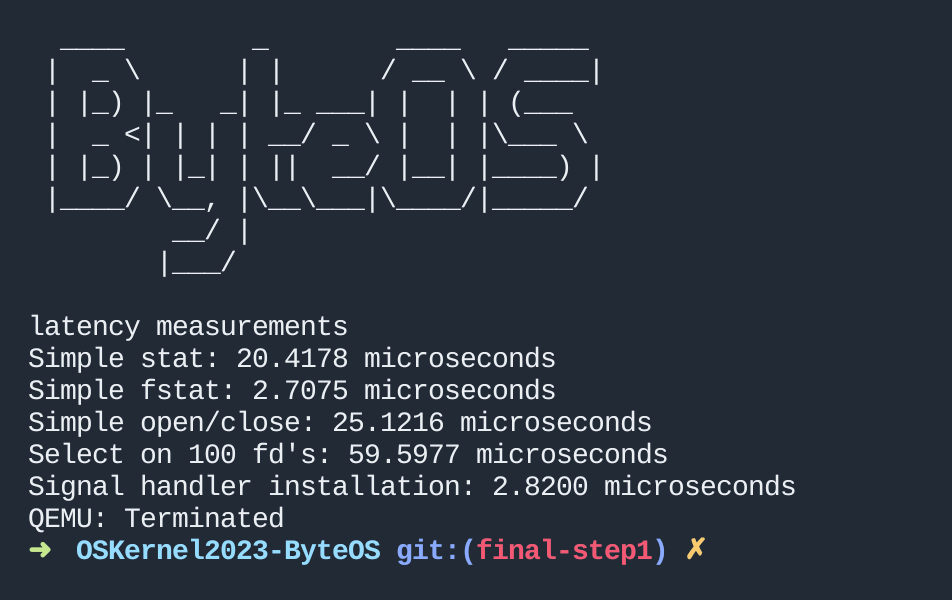 ____        _        ____   _____
 |  _ \      | |      / __ \ / ____|
 | |_) |_   _| |_ ___| |  | | (___
 |  _ <| | | | __/ _ \ |  | |\___ \
 | |_) | |_| | ||  __/ |__| |____) |
 |____/ \__, |\__\___|\____/|_____/
         __/ |
        |___/
latency measurements
Simple stat: 20.4178 microseconds
Simple fstat: 2.7075 microseconds
Simple open/close: 25.1216 microseconds
Select on 100 fd's: 59.5977 microseconds
Signal handler installation: 2.8200 microseconds
QEMU: Terminated
➜  OSKernel2023-ByteOS git:(final-step1) ✗